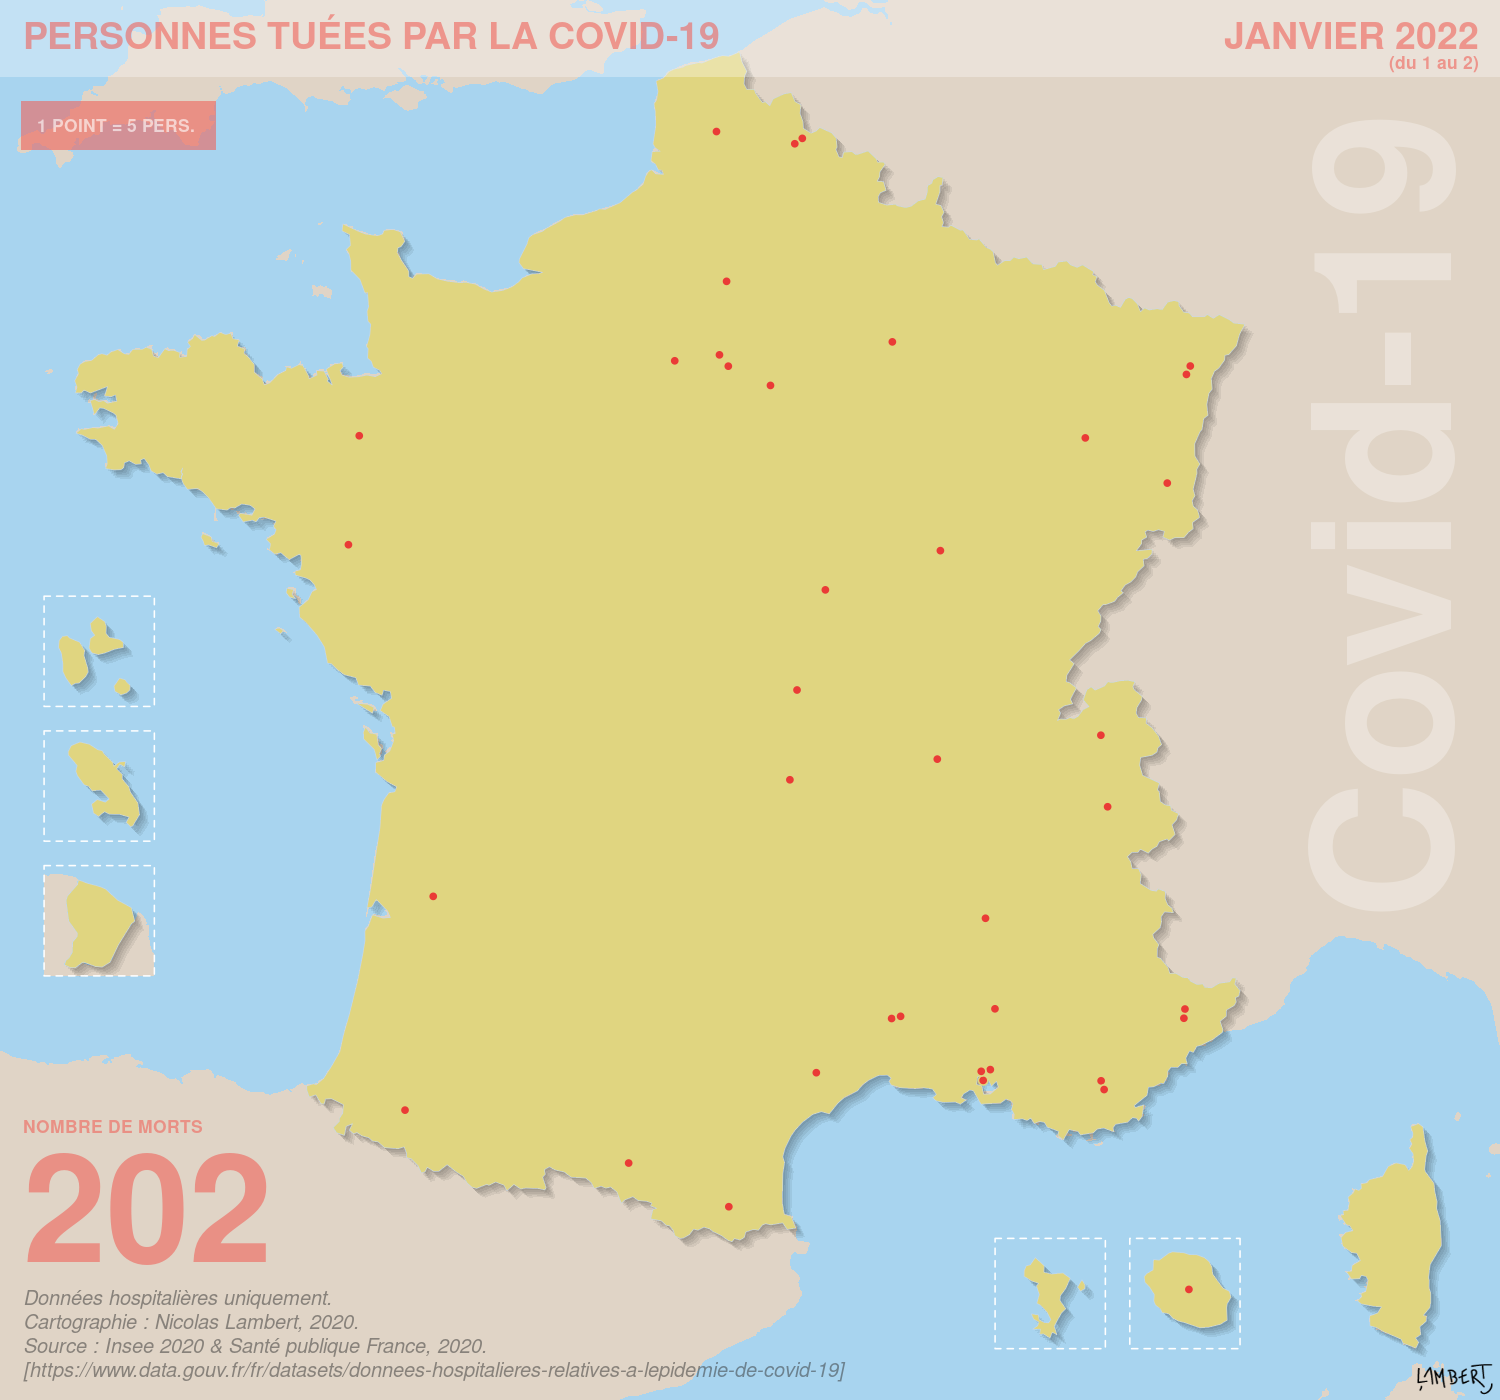 PERSONNES TUÉES PAR LA COVID-19
JANVIER 2022
(du 1 au 2)
1 POINT = 5 PERS.
Covid-19
NOMBRE DE MORTS
202
Données hospitalières uniquement.
Cartographie : Nicolas Lambert, 2020.
Source : Insee 2020 & Santé publique France, 2020.
[https://www.data.gouv.fr/fr/datasets/donnees-hospitalieres-relatives-a-lepidemie-de-covid-19]
LAMBERT